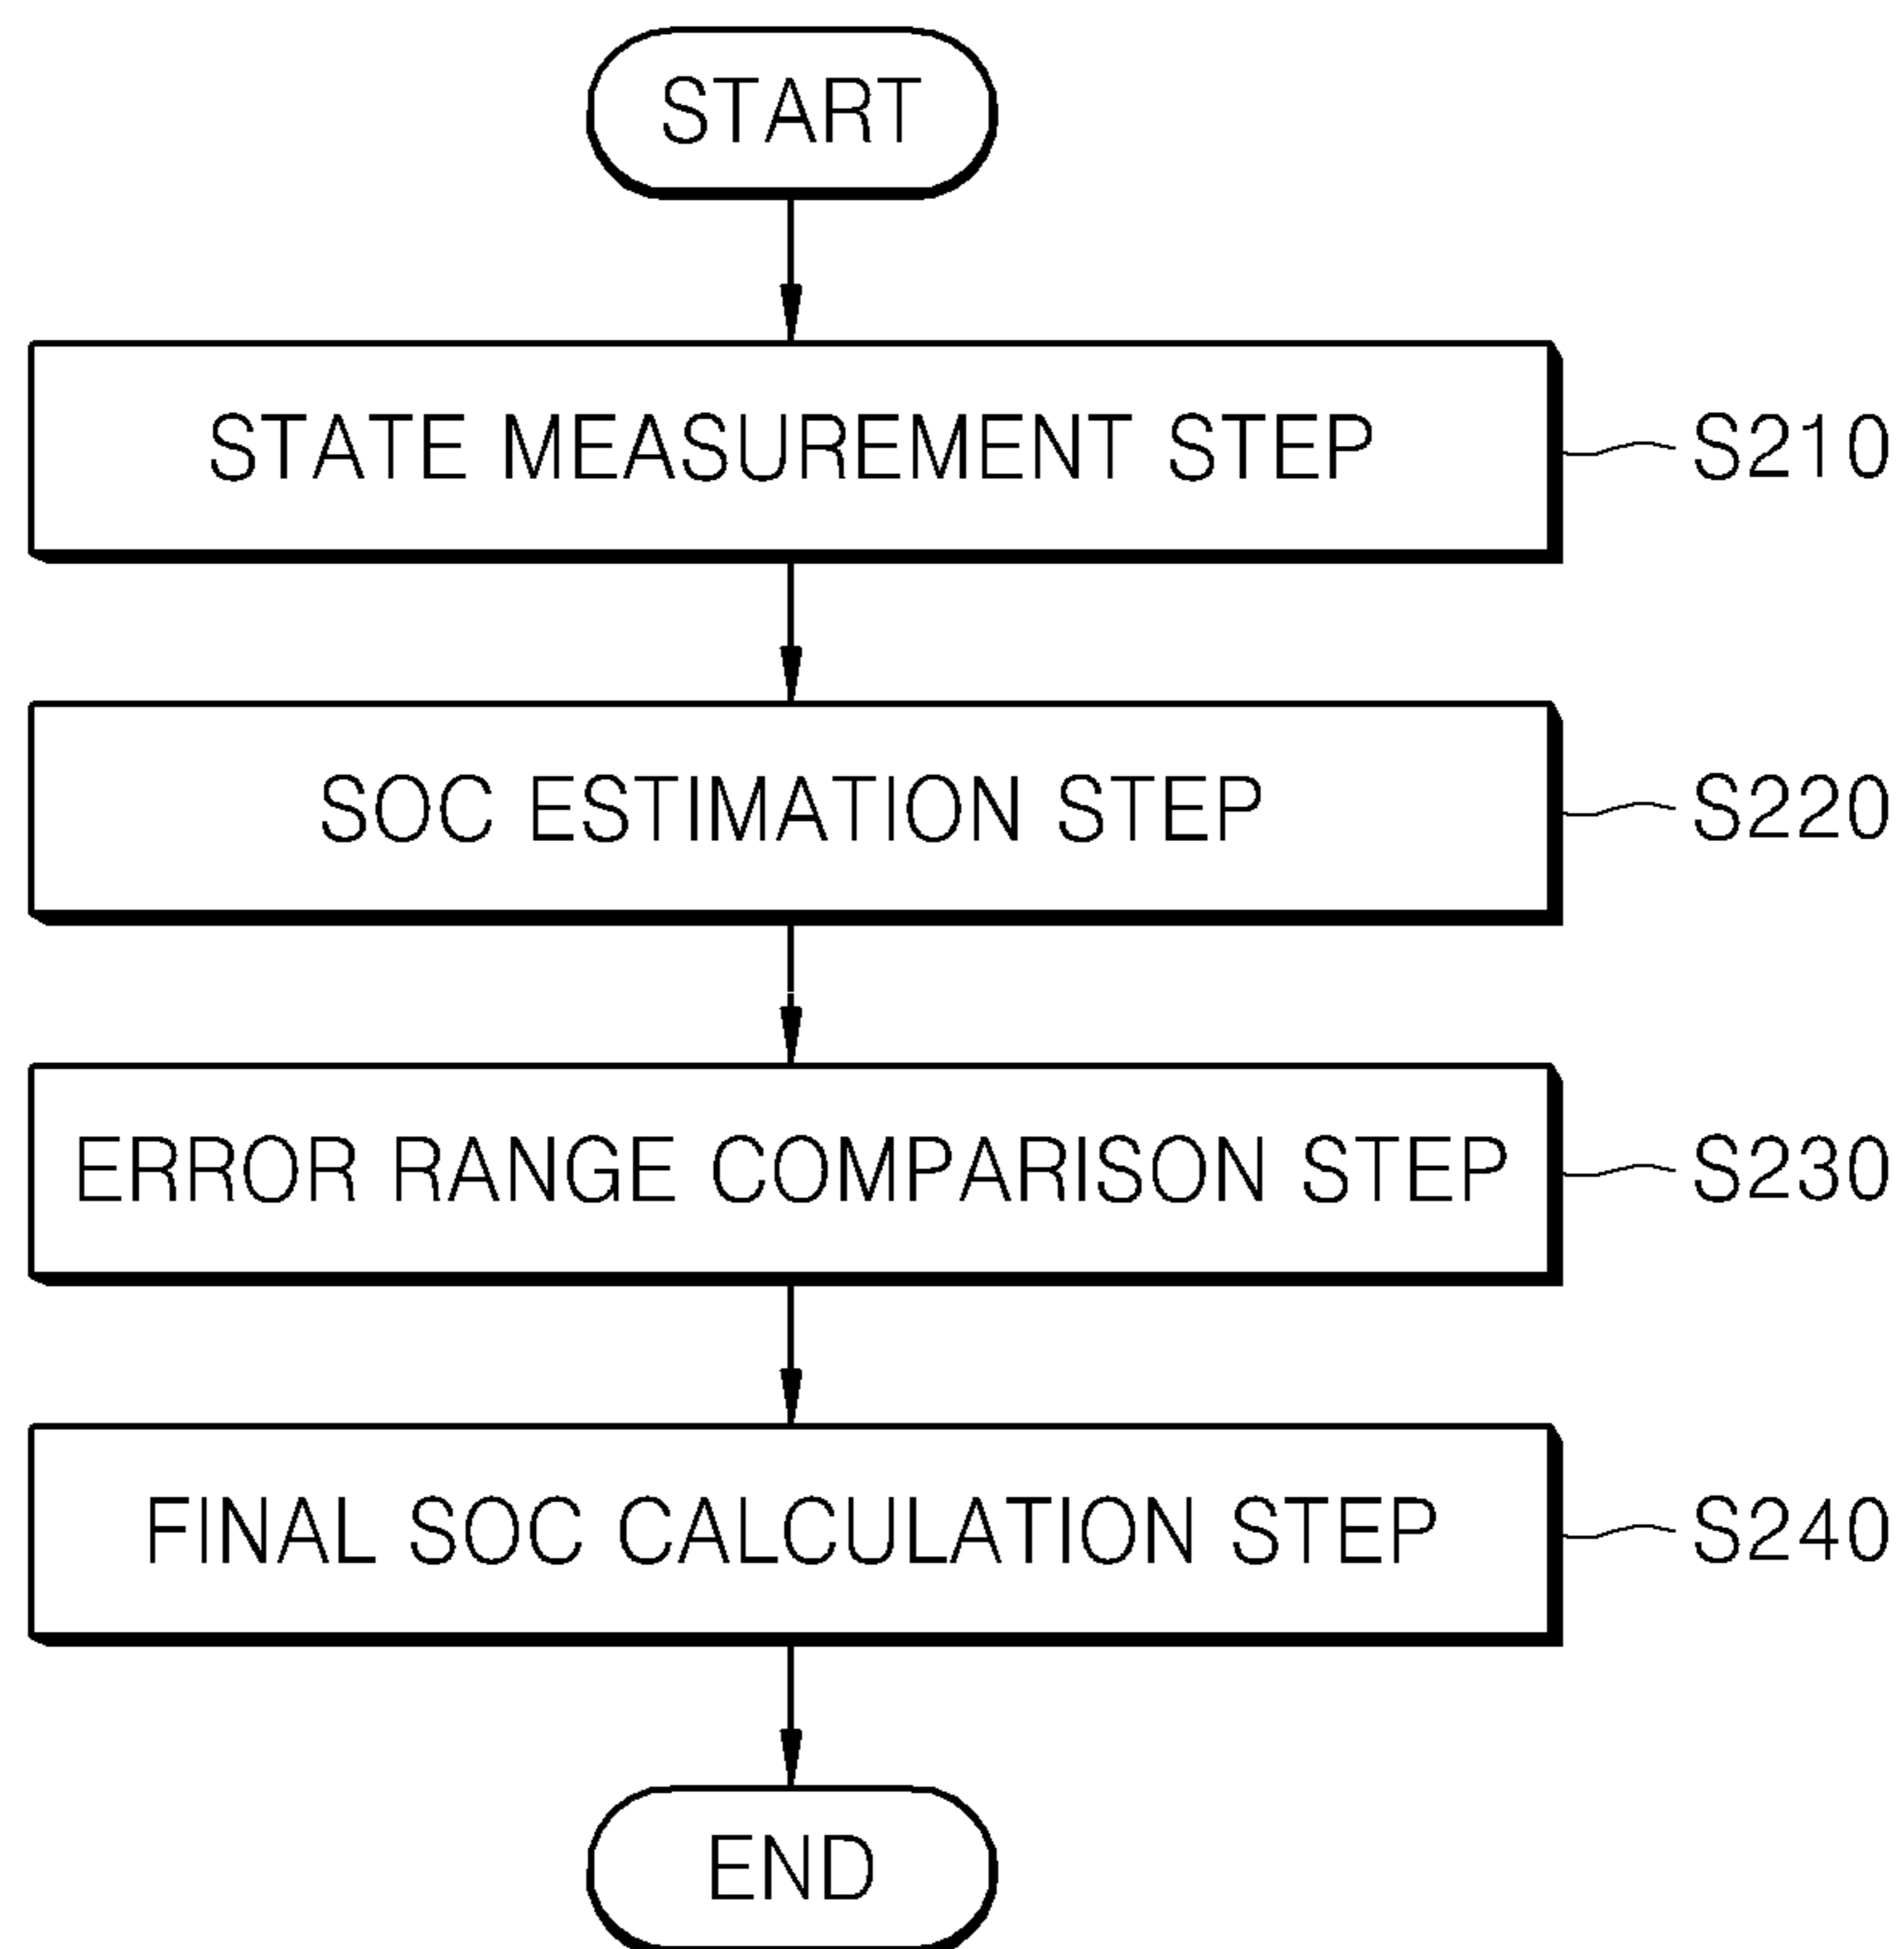 START
STATE MEASUREMENT STEP
S210
SOC ESTIMATION STEP
S220
ERROR RANGE COMPARISON STEP
S230
FINAL SOC CALCULATION STEP
S240
END